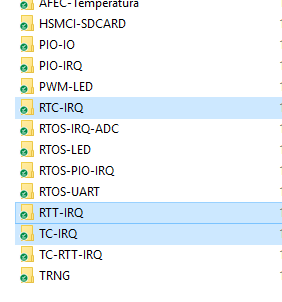 AFEC-Temperatura
HSMCI-SDCARD
PIO-IO
PIO-IRQ
PWM-LED
RTC-IRQ
RTOS-IRQ-ADC
RTOS-LED
RTOS-PIO-IRQ
RTOS-UART
RTT-IRQ
TC-IRQ
TC-RTT-IRQ
TRNG